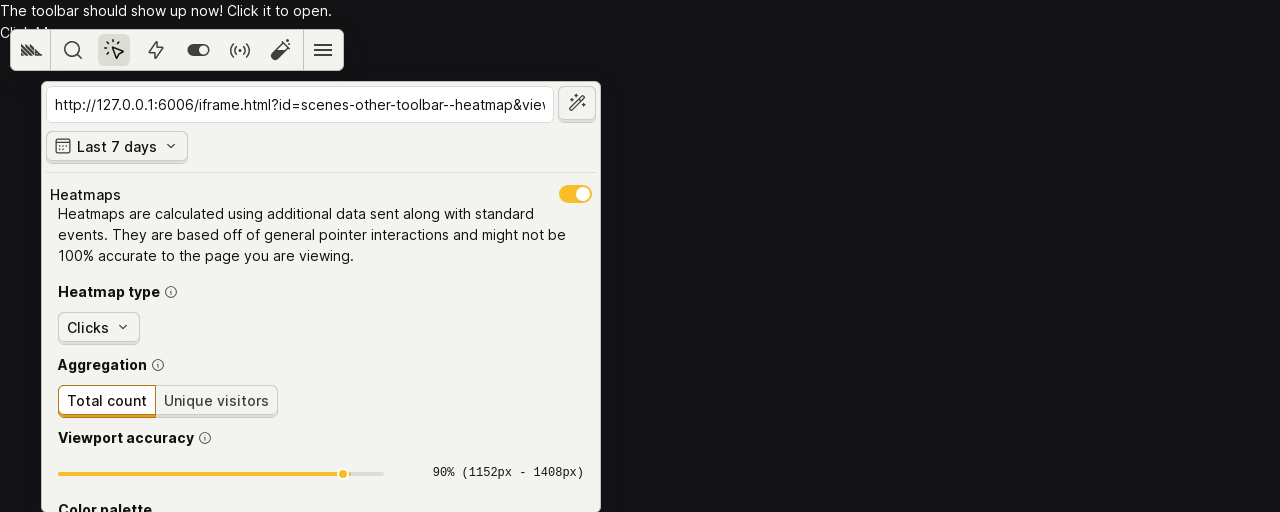 The toolbar should show up now! Click it to open.
http://127.0.0.1:6006/iframe.html?id=scenes-other-toolbar--heatmap&view
Last 7 days
Heatmaps
Heatmaps are calculated using additional data sent along with standard
events. They are based off of general pointer interactions and might not be
100% accurate to the page you are viewing.
Heatmap type
Clicks
Aggregation
Total count Unique visitors
Viewport accuracy
90% (1152px - 1408px)
Color palette